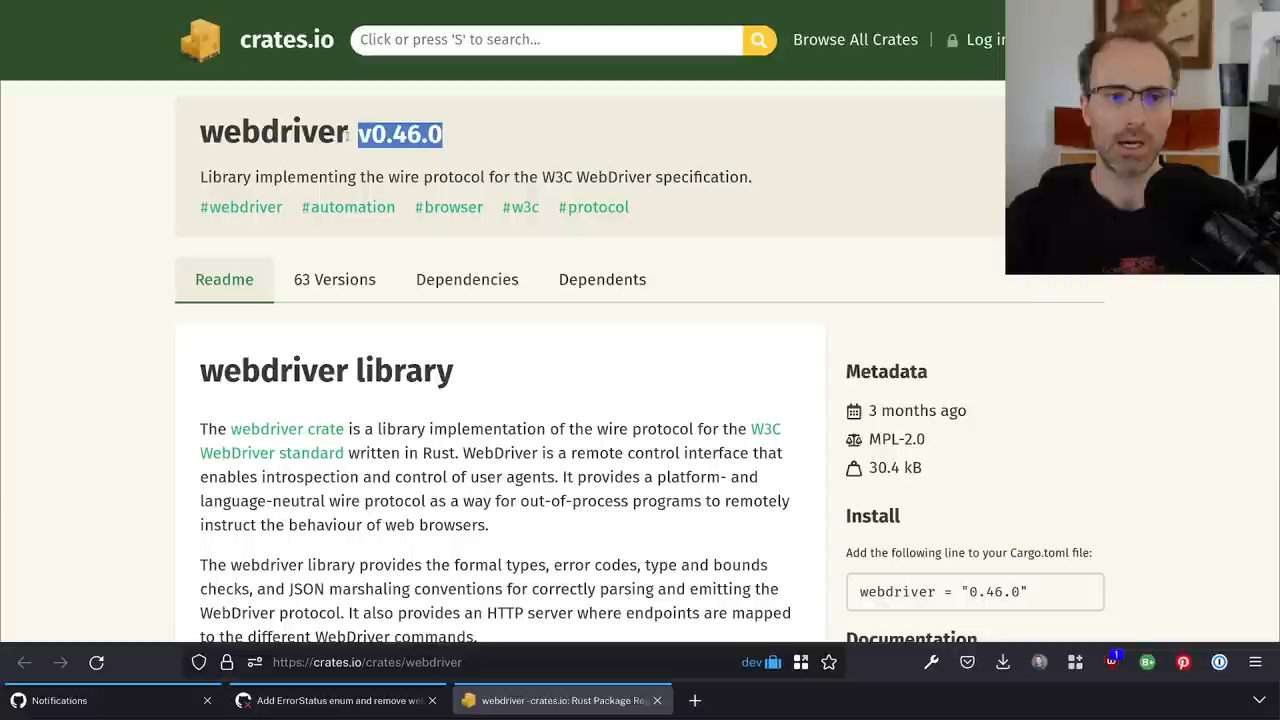 crates.io
Click or press 'S' to search...
Browse All Crates
Log in
webdriver v0.46.0
Library implementing the wire protocol for the W3C WebDriver specification.
#webdriver #automation #browser #w3c #protocol
Readme
63 Versions
Dependencies
Dependents
webdriver library
The webdriver crate is a library implementation of the wire protocol for the W3C
WebDriver standard written in Rust. WebDriver is a remote control interface that
enables introspection and control of user agents. It provides a platform- and
language-neutral wire protocol as a way for out-of-process programs to remotely
instruct the behaviour of web browsers.
The webdriver library provides the formal types, error codes, type and bounds
checks, and JSON marshaling conventions for correctly parsing and emitting the
WebDriver protocol. It also provides an HTTP server where endpoints are mapped
to the different WebDriver commands.
Metadata
3 months ago
MPL-2.0
30.4 kB
Install
Add the following line to your Cargo.toml file:
webdriver = "0.46.0"
Documentation
https://crates.io/crates/webdriver
dev
1
B+
Notifications
Add ErrorStatus enum and remove we
webdriver - crates.io: Rust Package Re